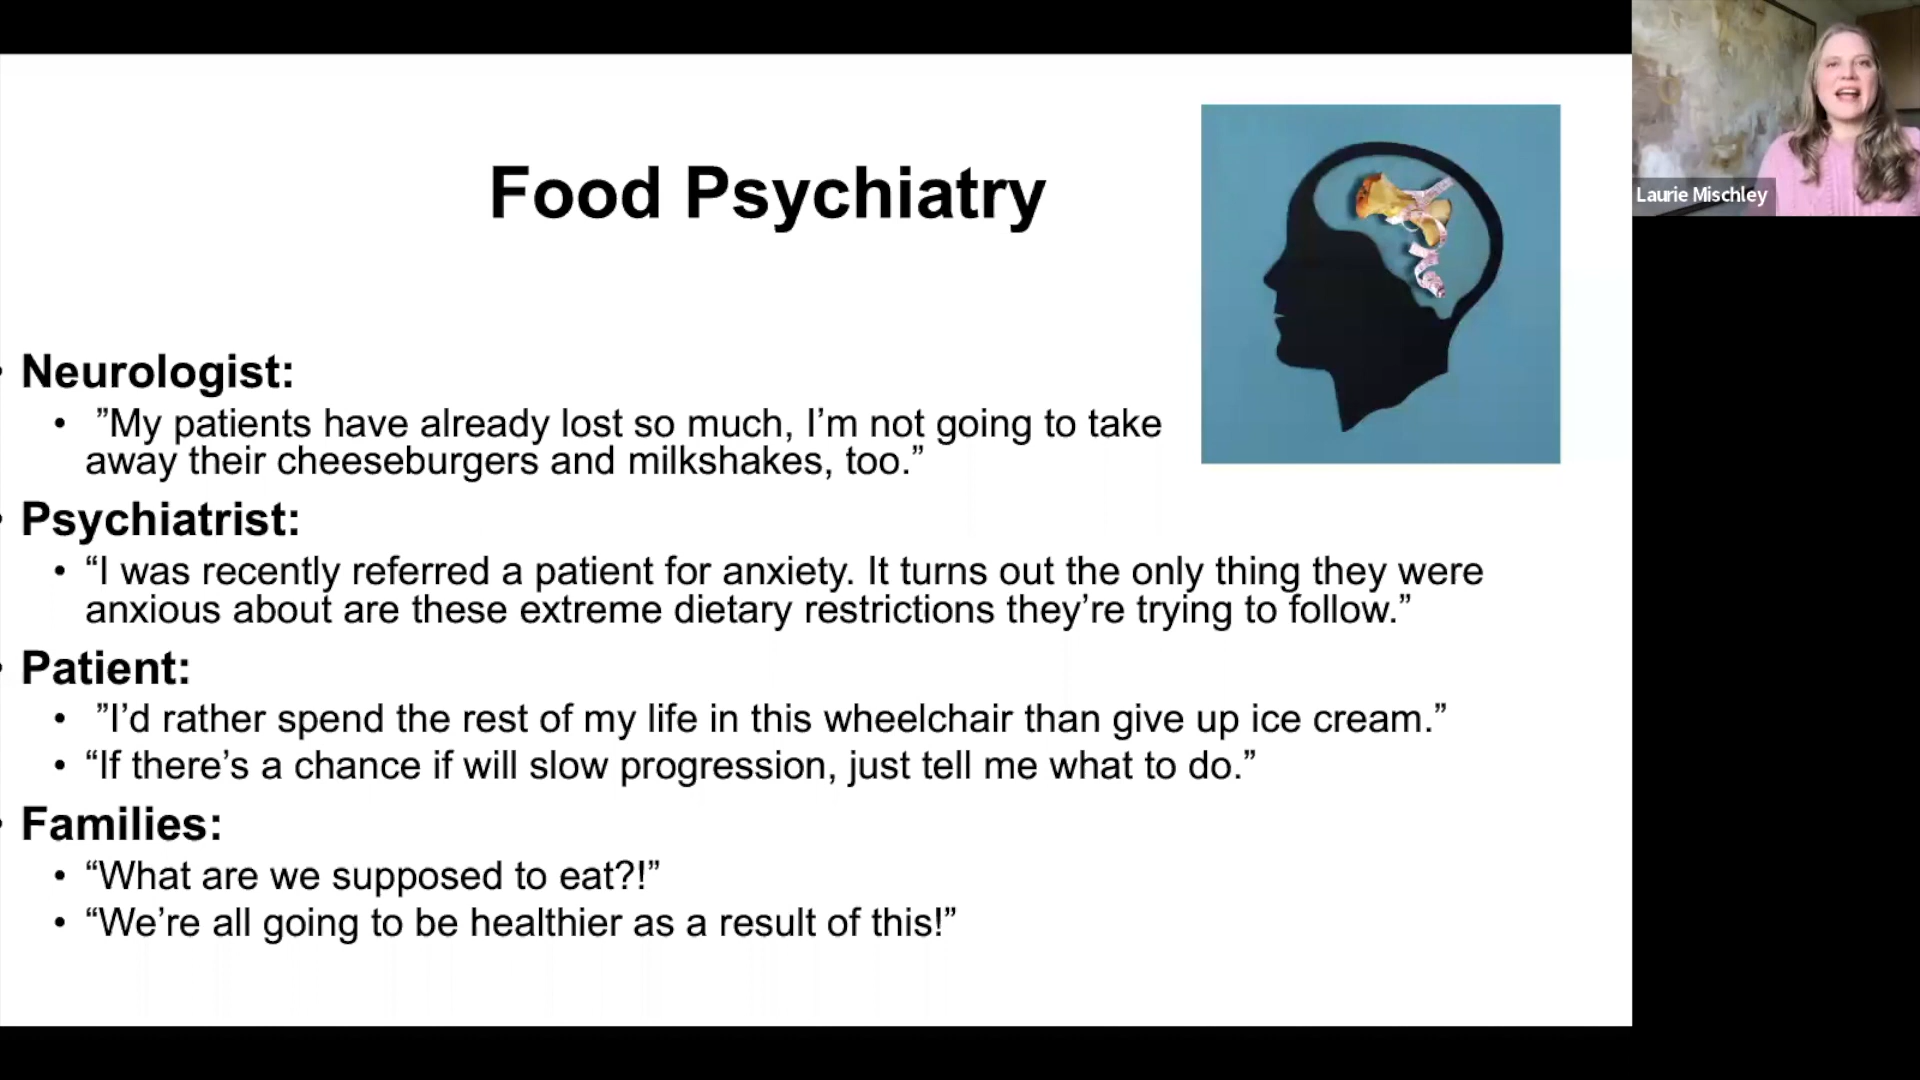 Food Psychiatry
Laurie Mischley
• Neurologist:
• ”My patients have already lost so much, I’m not going to take
away their cheeseburgers and milkshakes, too.”
• Psychiatrist:
• “I was recently referred a patient for anxiety. It turns out the only thing they were
anxious about are these extreme dietary restrictions they’re trying to follow.”
• Patient:
• ”I’d rather spend the rest of my life in this wheelchair than give up ice cream.”
• “If there’s a chance if will slow progression, just tell me what to do.”
• Families:
• “What are we supposed to eat?!”
• “We’re all going to be healthier as a result of this!”